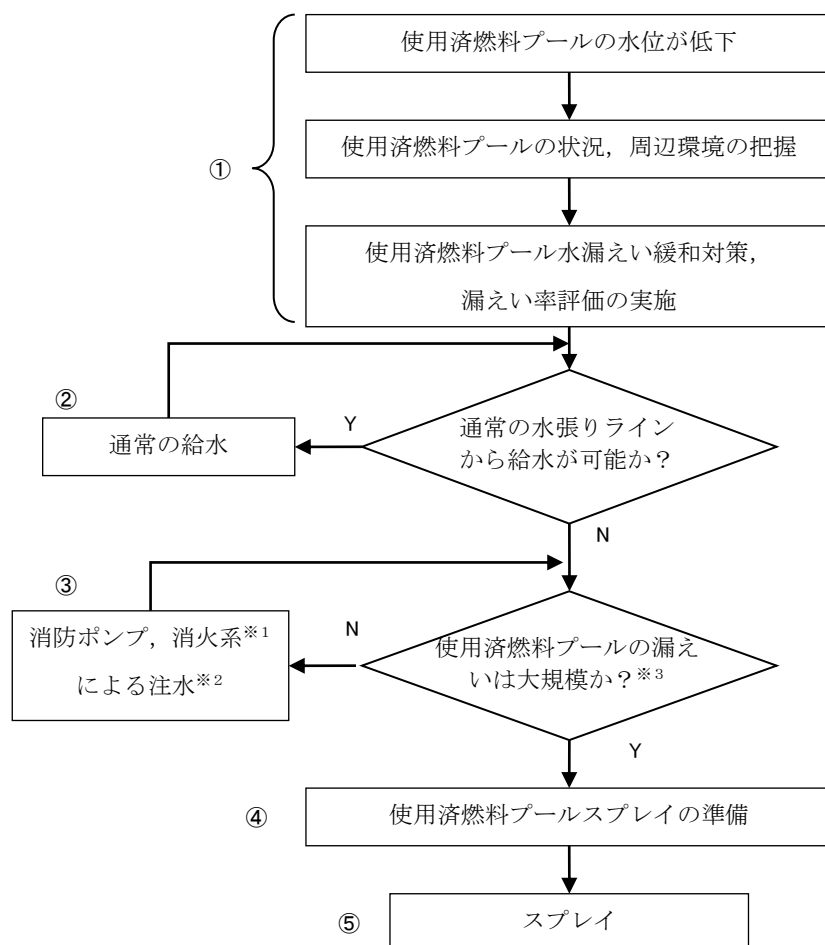 使用済燃料プールの水位が低下
使用済燃料プールの状況，周辺環境の把握
①
使用済燃料プール水漏えい緩和対策，
漏えい率評価の実施
②
通常の給水
Y
通常の水張りライン
から給水が可能か？
N
③
消防ポンプ，消火系※1
による注水※2
N
使用済燃料プールの漏え
いは大規模か？※3
Y
④
使用済燃料プールスプレイの準備
⑤
スプレイ